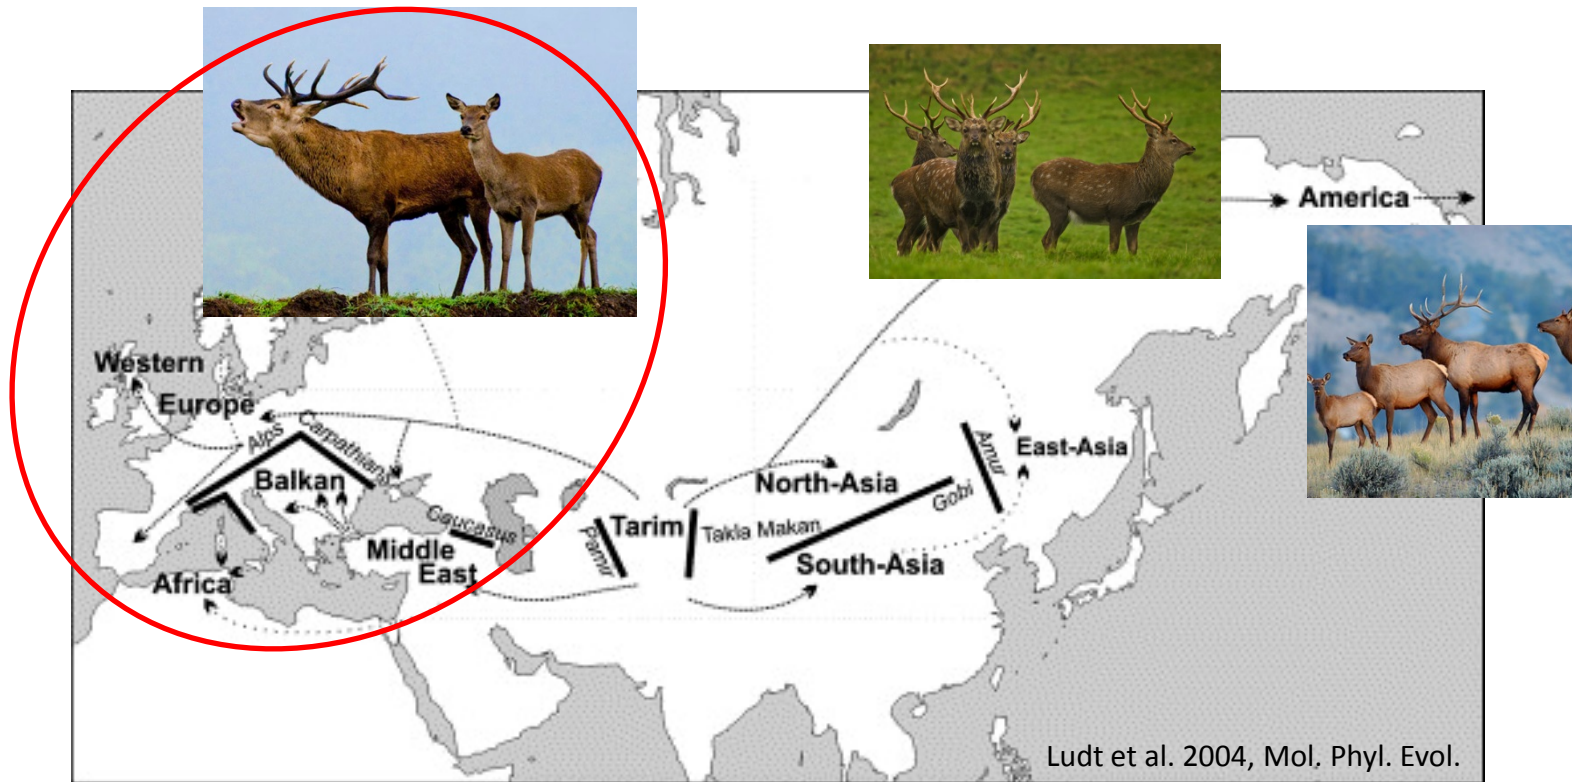 America
Western
Europe
Alps
Carpathian
Balkan
Caucasus
Middle
East
Africa
Pamir
Tarim
Takla Makan
North-Asia
Gobi
Amur
East-Asia
South-Asia
Ludt et al. 2004, Mol. Phyl. Evol.